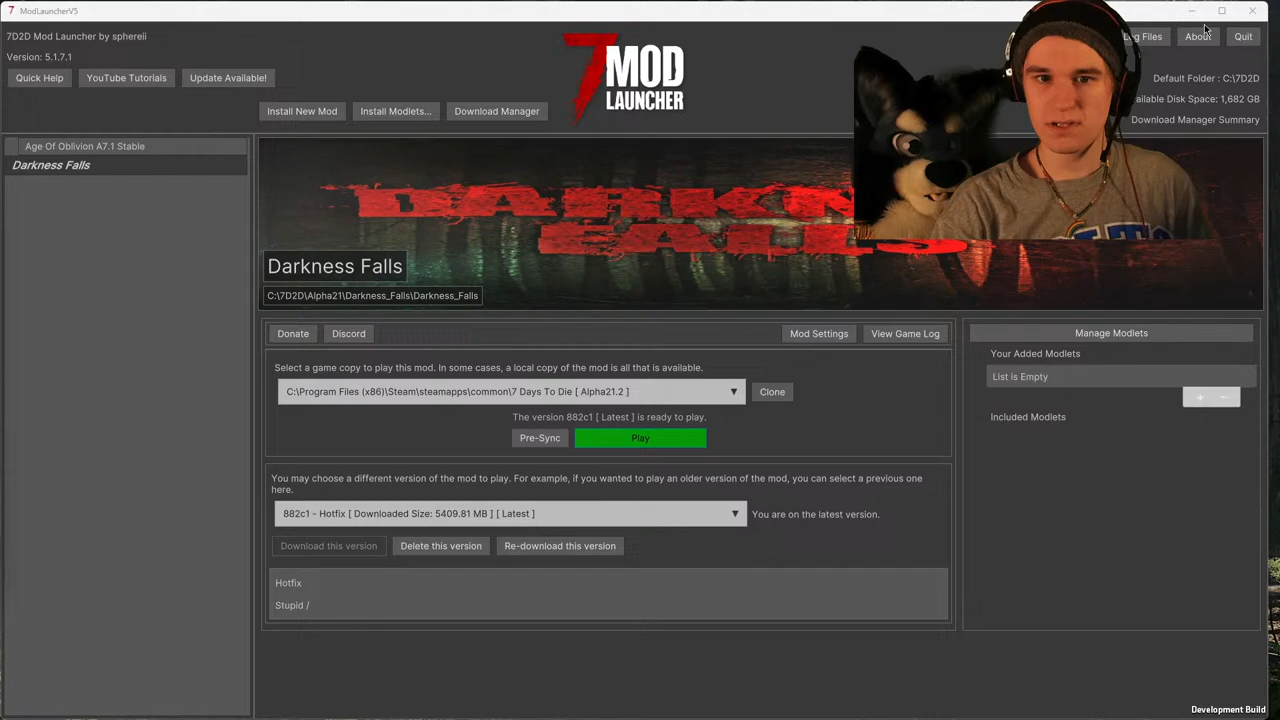 7 ModLauncherV5
7D2D Mod Launcher by sphereii
Version: 5.1.7.1
Quick Help
YouTube Tutorials
Update Available!
7 MOD
LAUNCHER
Install New Mod
Install Modlets...
Download Manager
Files
About
Quit
Default Folder : C:\7D2D
Disk Space: 1,682 GB
Download Manager Summary
Age Of Oblivion A7.1 Stable
Darkness Falls
Darkness Falls
C:\7D2D\Alpha21\Darkness_Falls\Darkness_Falls
Donate
Discord
Mod Settings
View Game Log
Select a game copy to play this mod. In some cases, a local copy of the mod is all that is available.
C:\Program Files (x86)\Steam\steamapps\common\7 Days To Die [ Alpha21.2 ]
Clone
The version 882c1 [ Latest ] is ready to play.
Pre-Sync
Play
You may choose a different version of the mod to play. For example, if you wanted to play an older version of the mod, you can select a previous one
here.
882c1 - Hotfix [ Downloaded Size: 5409.81 MB ] [ Latest ]
You are on the latest version.
Download this version
Delete this version
Re-download this version
Hotfix
Stupid /
Manage Modlets
Your Added Modlets
List is Empty
+ -
Included Modlets
Development Build